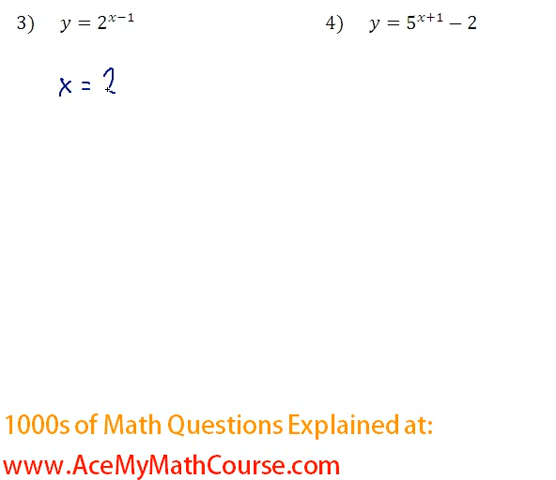 3) y = 2^{x−1}
4) y = 5^{x+1} − 2
x = 2
1000s of Math Questions Explained at:
www.AceMyMathCourse.com